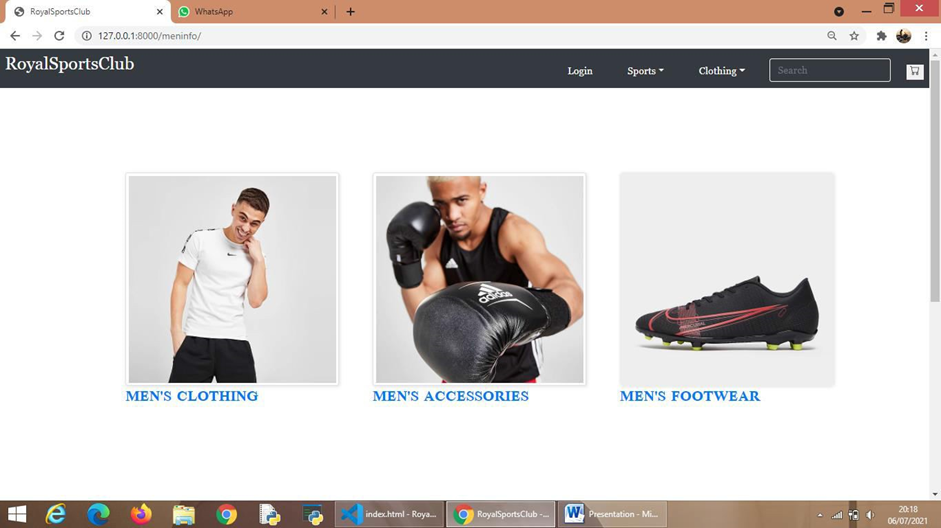 RoyalSportsClub
WhatsApp
127.0.0.1:8000/meninfo/
RoyalSportsClub
Login
Sports
Clothing
Search
adidas
MEN'S CLOTHING
MEN'S ACCESSORIES
MEN'S FOOTWEAR
index.html - Roya...
RoyalSportsClub -...
Presentation - Mi...
20:18
06/07/2021